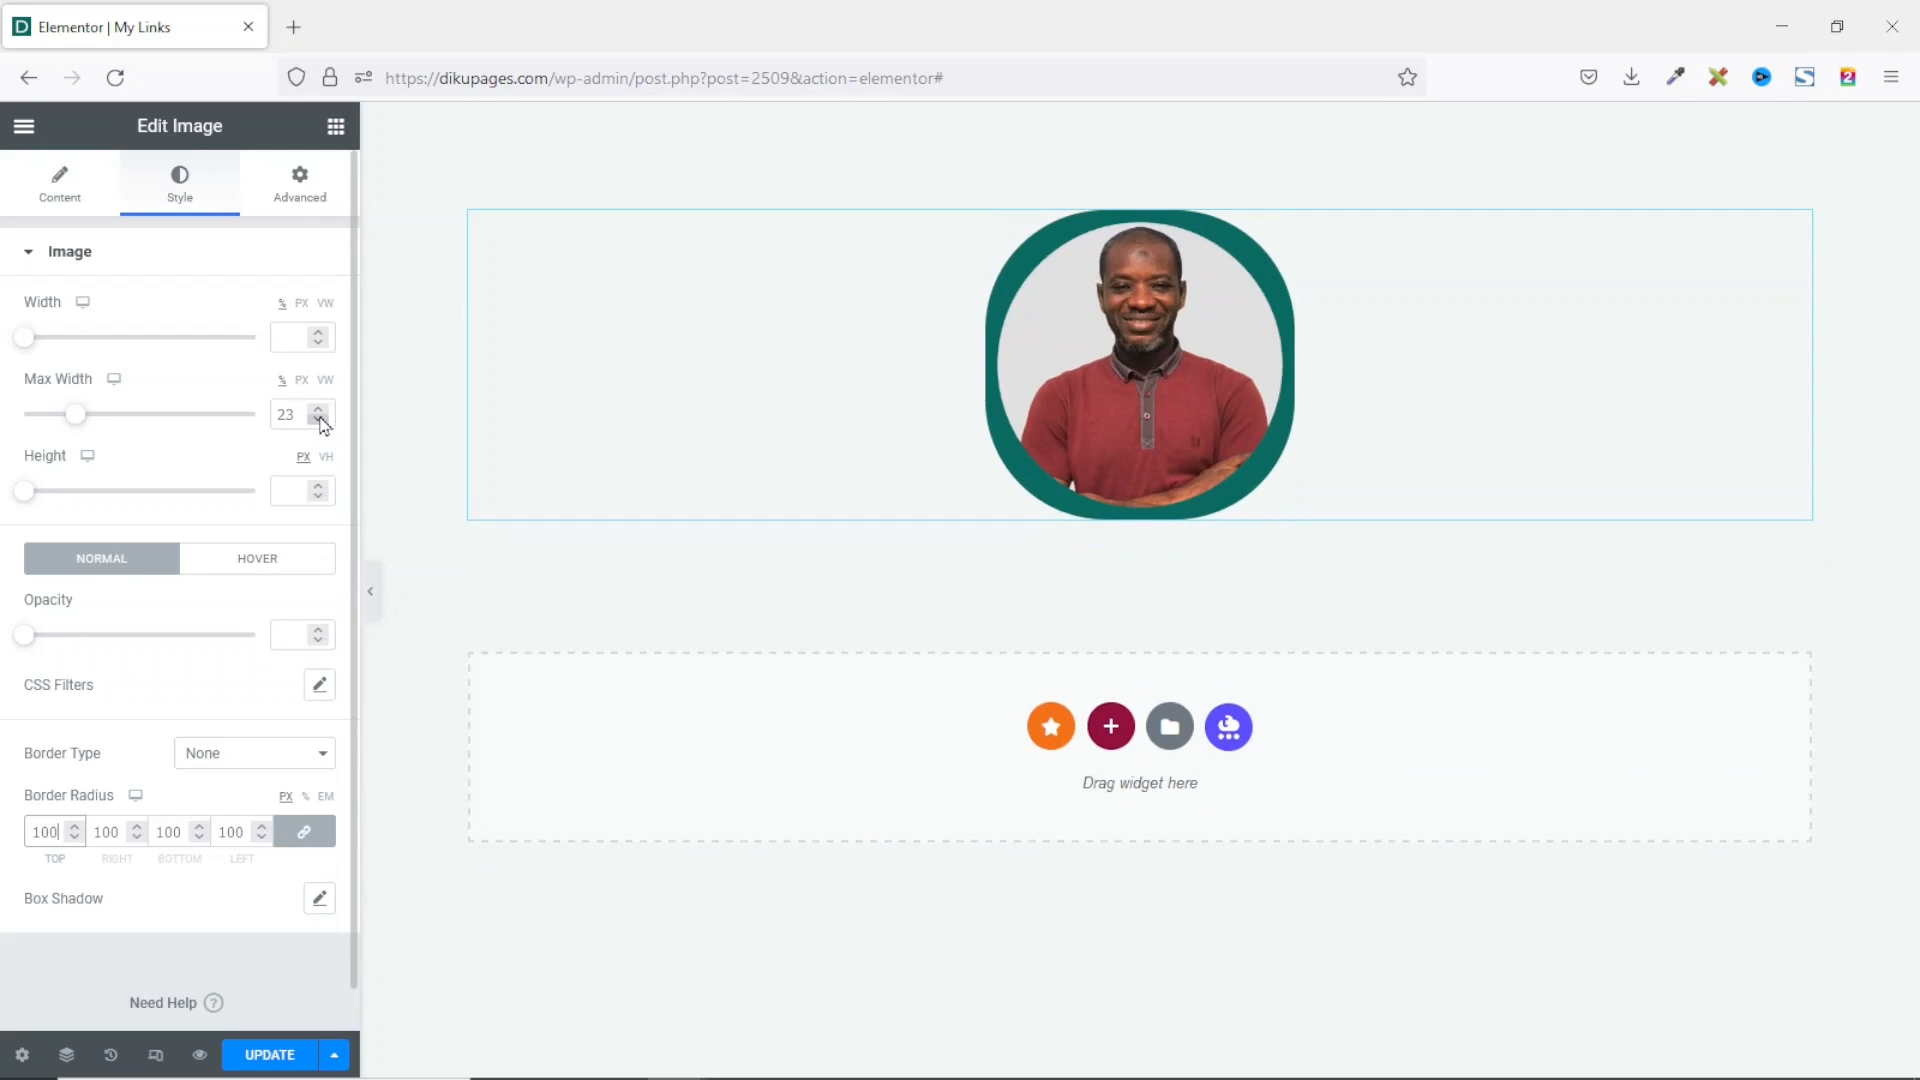 Elementor | My Links
https://dikupages.com/wp-admin/post.php?post=2509&action=elementor#
Edit Image
Content
Style
Advanced
Image
Width % PX VW
Max Width % PX VW
23
Height PX VH
NORMAL HOVER
Opacity
CSS Filters
Border Type None
Border Radius PX % EM
100 100 100 100
TOP RIGHT BOTTOM LEFT
Box Shadow
Need Help ?
UPDATE
Drag widget here